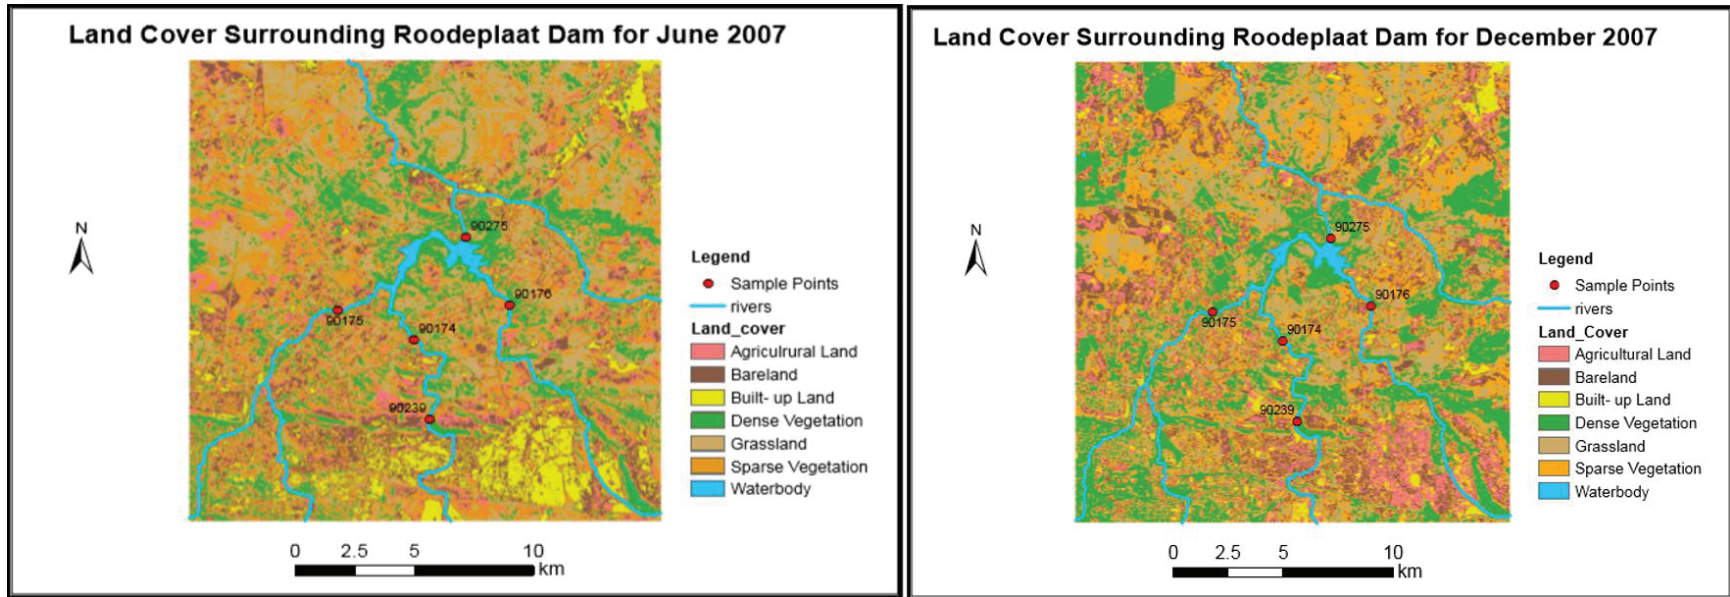 Land Cover Surrounding Roodeplaat Dam for June 2007
90275
90176
90175
90174
90239
N
Legend
Sample Points
rivers
Land_cover
Agriculrural Land
Bareland
Built- up Land
Dense Vegetation
Grassland
Sparse Vegetation
Waterbody
0 2.5 5 10
km
Land Cover Surrounding Roodeplaat Dam for December 2007
90275
90176
90175
90174
90239
N
Legend
Sample Points
rivers
Land_Cover
Agricultural Land
Bareland
Built- up Land
Dense Vegetation
Grassland
Sparse Vegetation
Waterbody
0 2.5 5 10
km